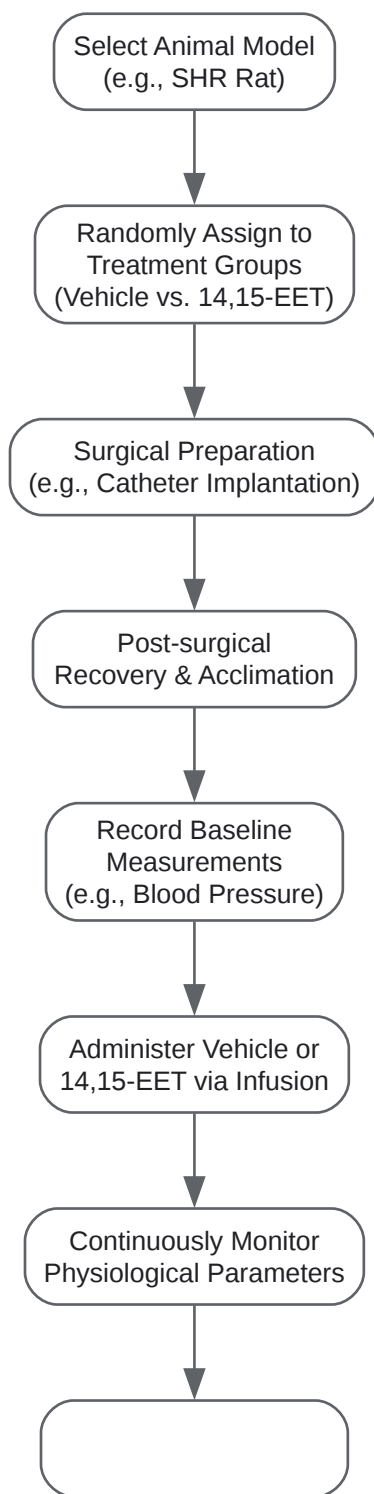 Select Animal Model
(e.g., SHR Rat)
Randomly Assign to
Treatment Groups
(Vehicle vs. 14,15-EET)
Surgical Preparation
(e.g., Catheter Implantation)
Post-surgical
Recovery & Acclimation
Record Baseline
Measurements
(e.g., Blood Pressure)
Administer Vehicle or
14,15-EET via Infusion
Continuously Monitor
Physiological Parameters